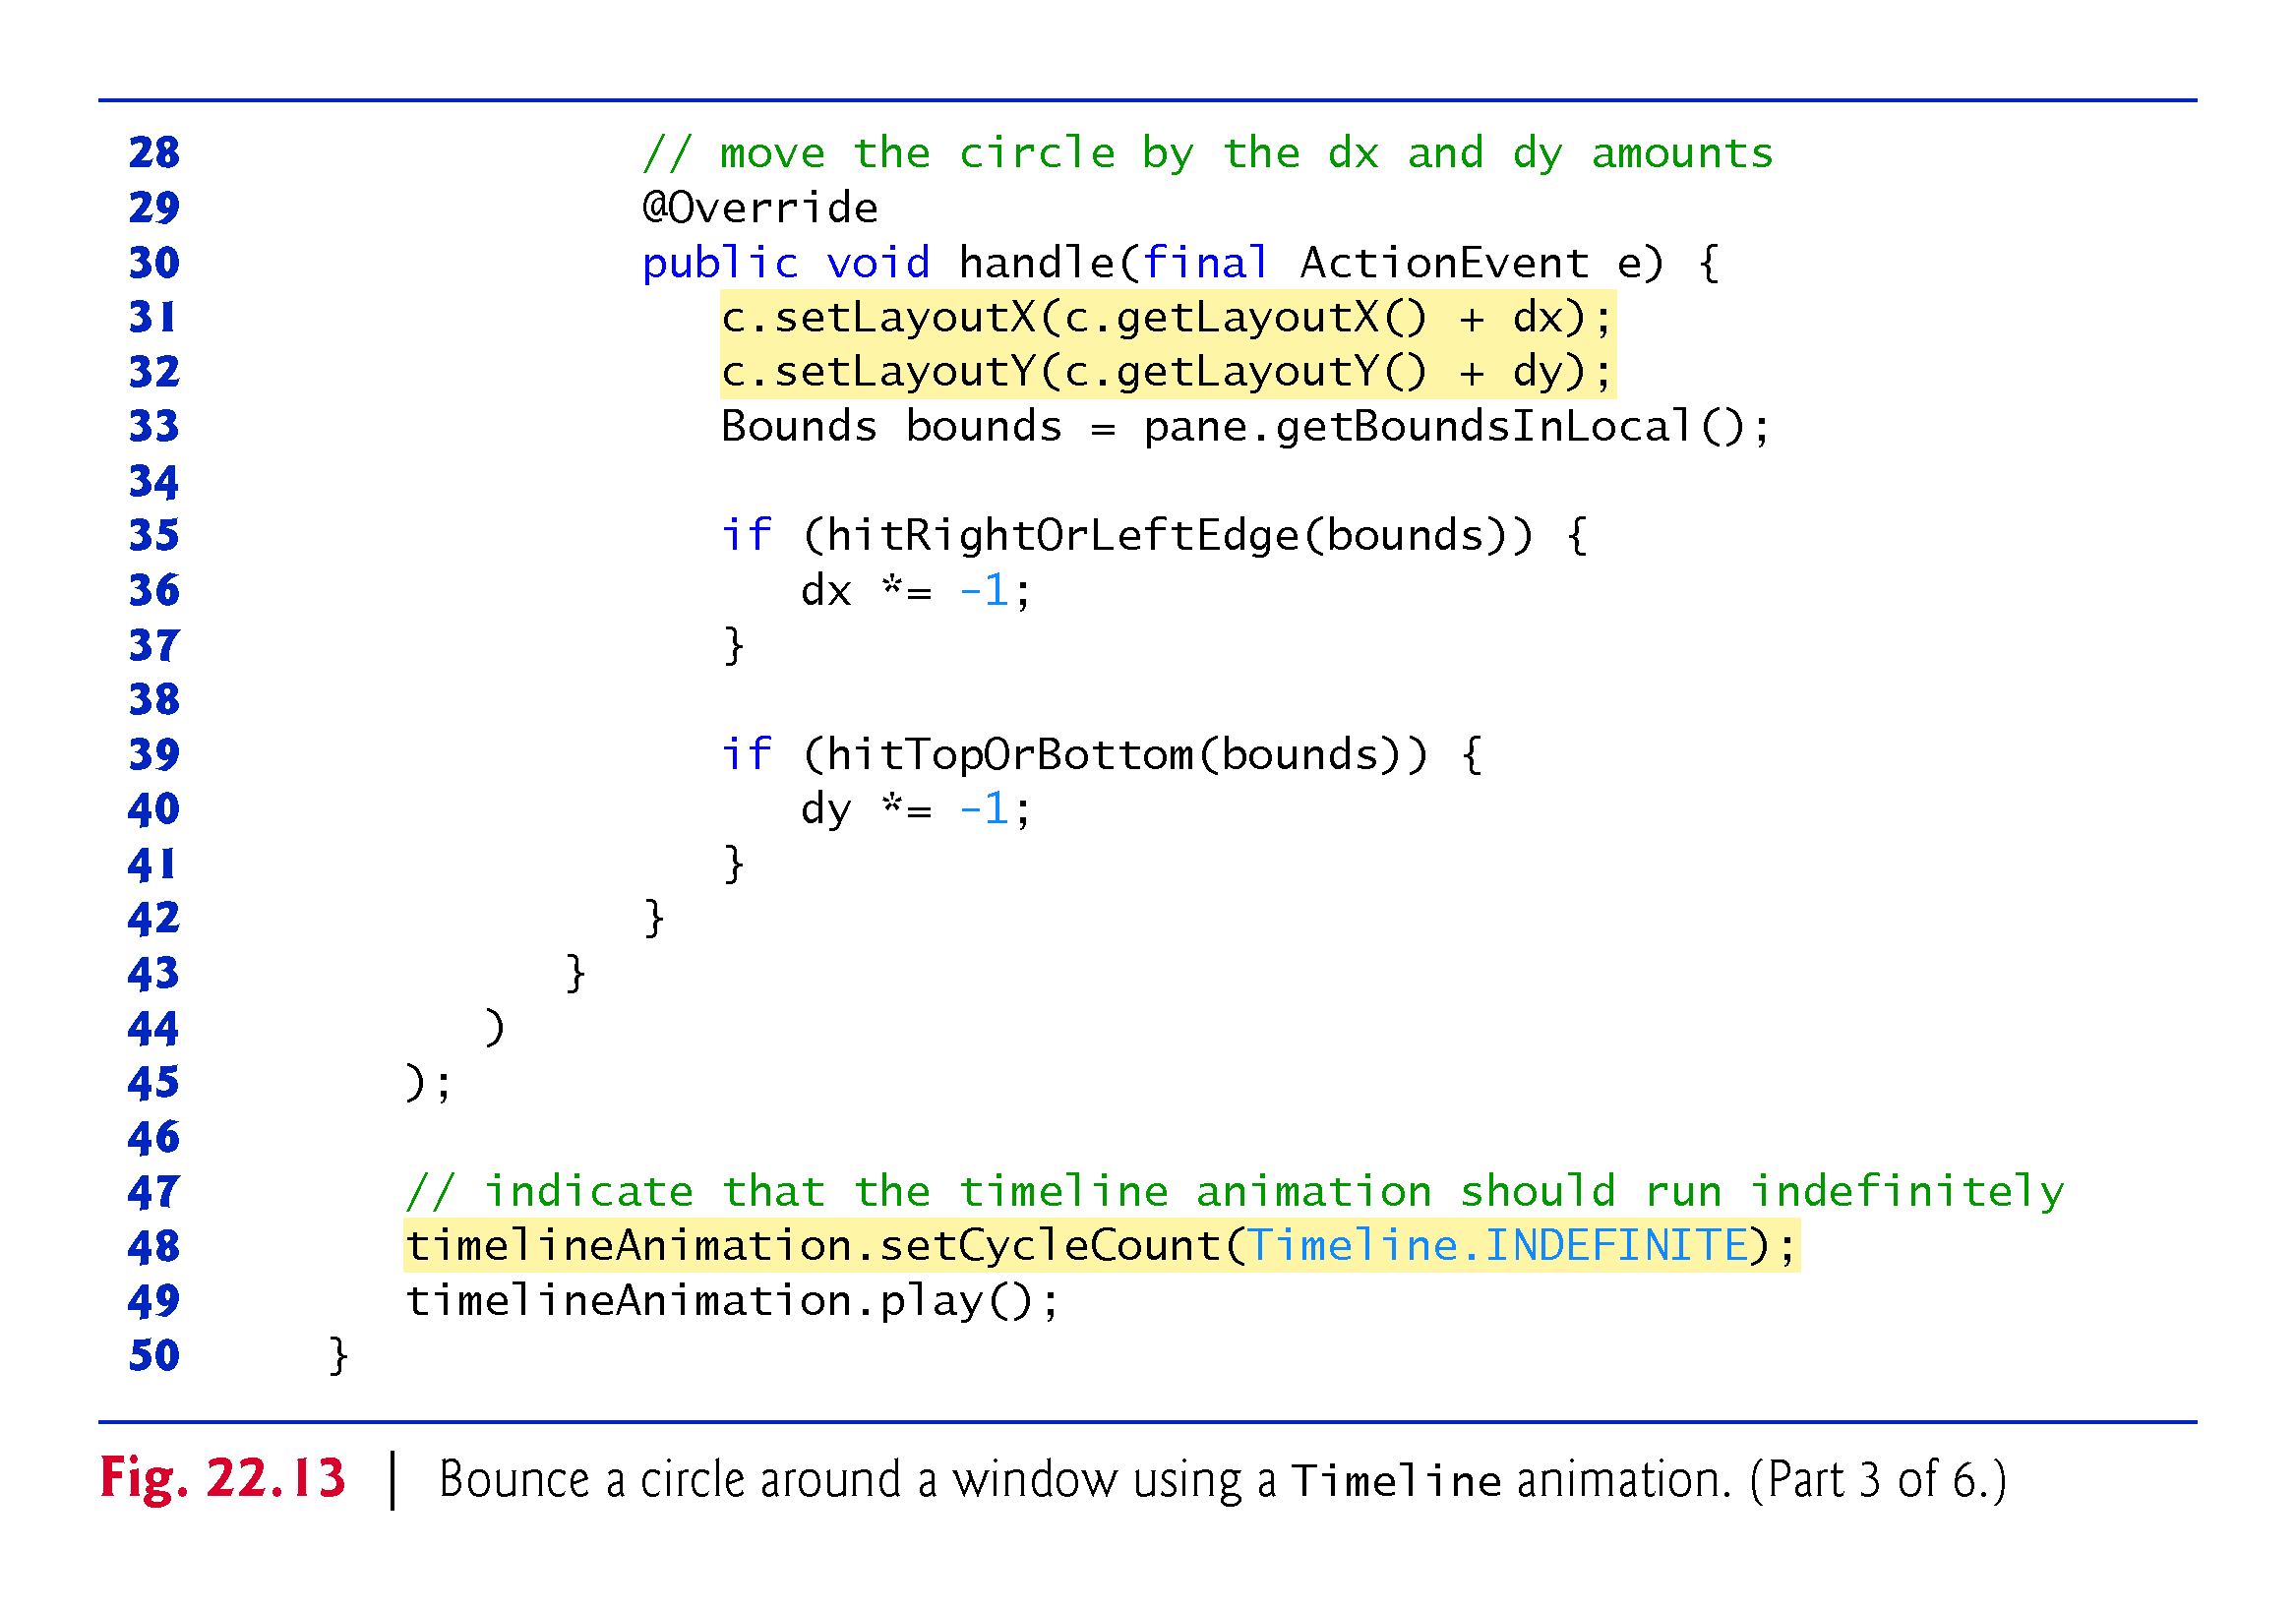 28 // move the circle by the dx and dy amounts
29 @Override
30 public void handle(final ActionEvent e) {
31 c.setLayoutX(c.getLayoutX() + dx);
32 c.setLayoutY(c.getLayoutY() + dy);
33 Bounds bounds = pane.getBoundsInLocal();
34
35 if (hitRightOrLeftEdge(bounds)) {
36 dx *= -1;
37 }
38
39 if (hitTopOrBottom(bounds)) {
40 dy *= -1;
41 }
42 }
43 }
44 )
45 );
46
47 // indicate that the timeline animation should run indefinitely
48 timelineAnimation.setCycleCount(Timeline.INDEFINITE);
49 timelineAnimation.play();
50 }
Fig. 22.13 | Bounce a circle around a window using a Timeline animation. (Part 3 of 6.)